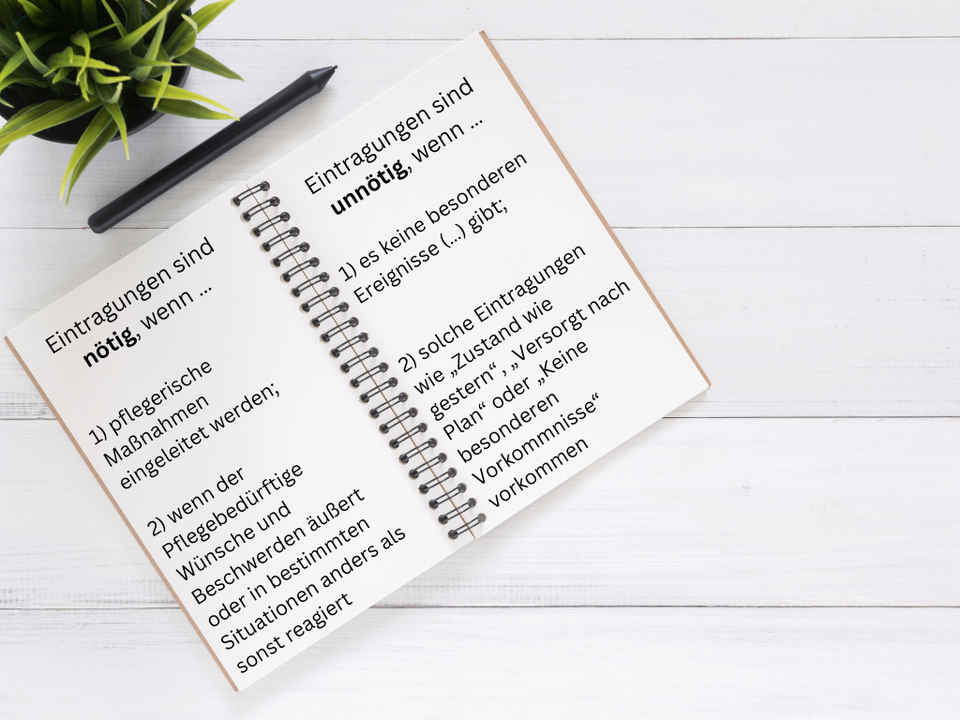 Eintragungen sind
nötig, wenn ...
1) pflegerische
Maßnahmen
eingeleitet werden;
2) wenn der
Pflegebedürftige
Wünsche und
Beschwerden äußert
oder in bestimmten
Situationen anders als
sonst reagiert
Eintragungen sind
unnötig, wenn ...
1) es keine besonderen
Ereignisse (...) gibt;
2) solche Eintragungen
wie „Zustand wie
gestern“ , „Versorgt nach
Plan“ oder „Keine
besonderen
Vorkommnisse“
vorkommen